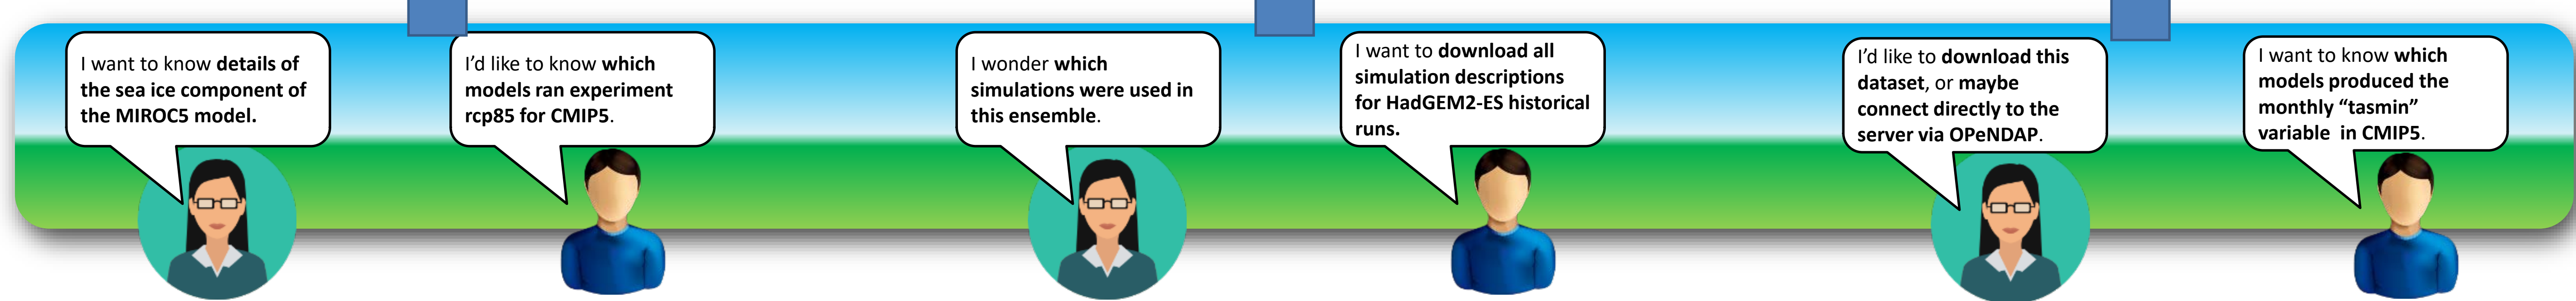 I want to know details of
the sea ice component of
the MIROC5 model.
I’d like to know which
models ran experiment
rcp85 for CMIP5.
I wonder which
simulations were used in
this ensemble.
I want to download all
simulation descriptions
for HadGEM2-ES historical
runs.
I’d like to download this
dataset, or maybe
connect directly to the
server via OPeNDAP.
I want to know which
models produced the
monthly “tasmin”
variable in CMIP5.